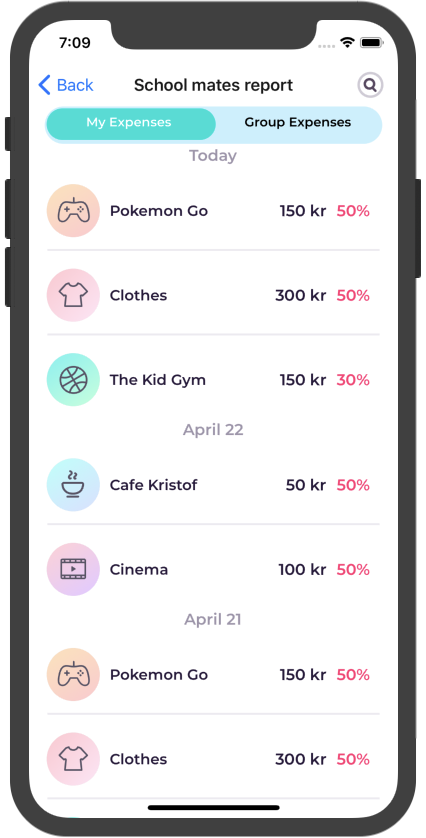 7:09
Back School mates report
My Expenses Group Expenses
Today
Pokemon Go 150 kr 50%
Clothes 300 kr 50%
The Kid Gym 150 kr 30%
April 22
Cafe Kristof 50 kr 50%
Cinema 100 kr 50%
April 21
Pokemon Go 150 kr 50%
Clothes 300 kr 50%